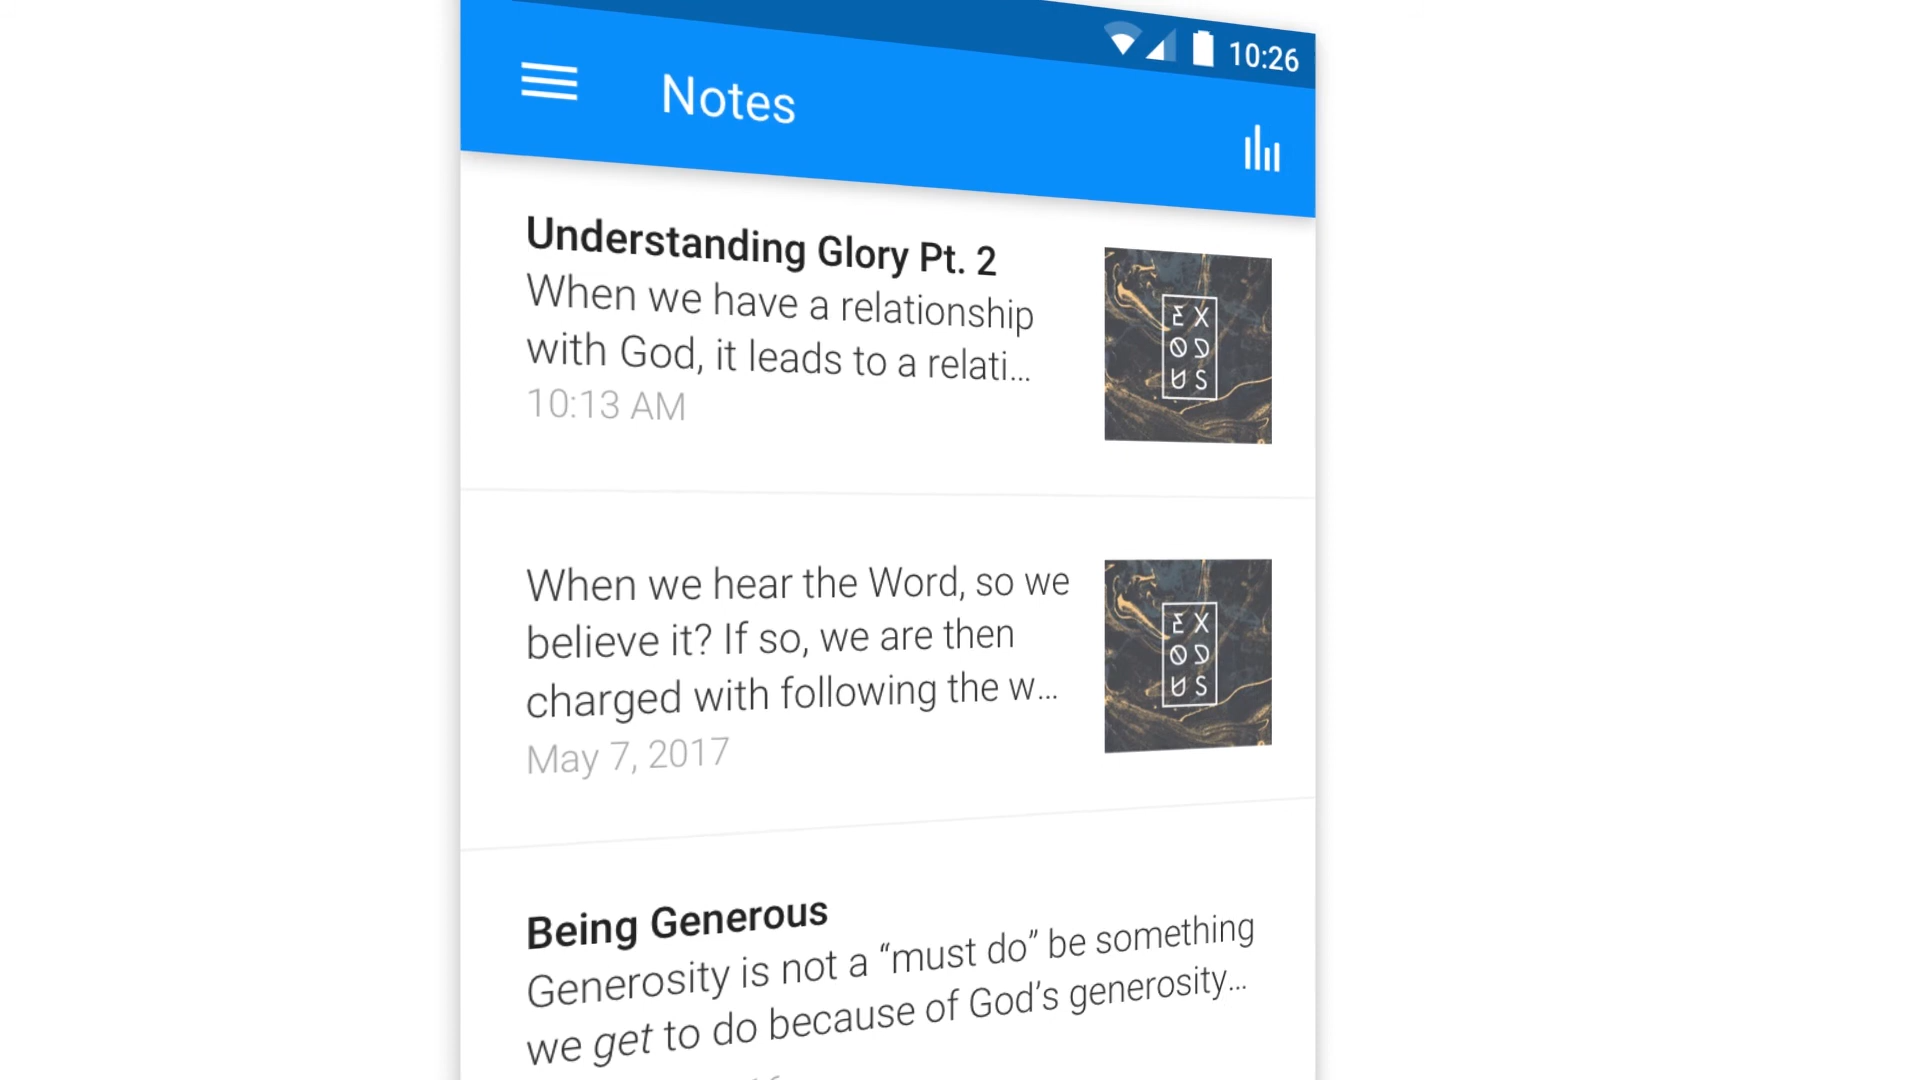 10:26
Notes
Understanding Glory Pt. 2
When we have a relationship
with God, it leads to a relati...
10:13 AM
EX
OD
US
When we hear the Word, so we
believe it? If so, we are then
charged with following the w...
May 7, 2017
EX
OD
US
Being Generous
Generosity is not a “must do” be something
we get to do because of God’s generosity...